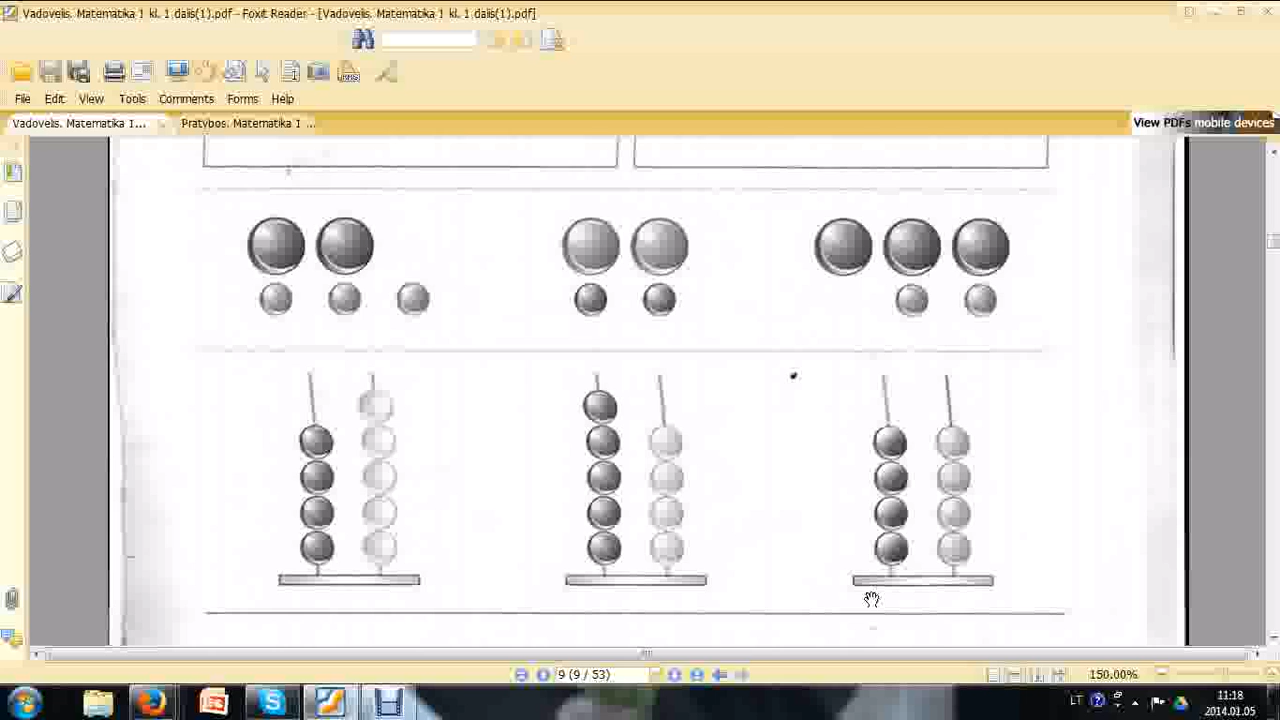 Vadovelis. Matematika 1 kl. 1 dalis(1).pdf - Foxit Reader - [Vadovelis. Matematika 1 kl. 1 dalis(1).pdf]
File Edit View Tools Comments Forms Help
Vadovelis. Matematika 1... Pratybos. Matematika 1 ... View PDFs mobile devices
9 (9 / 53) 150.00%
LT 11:18
2014.01.05